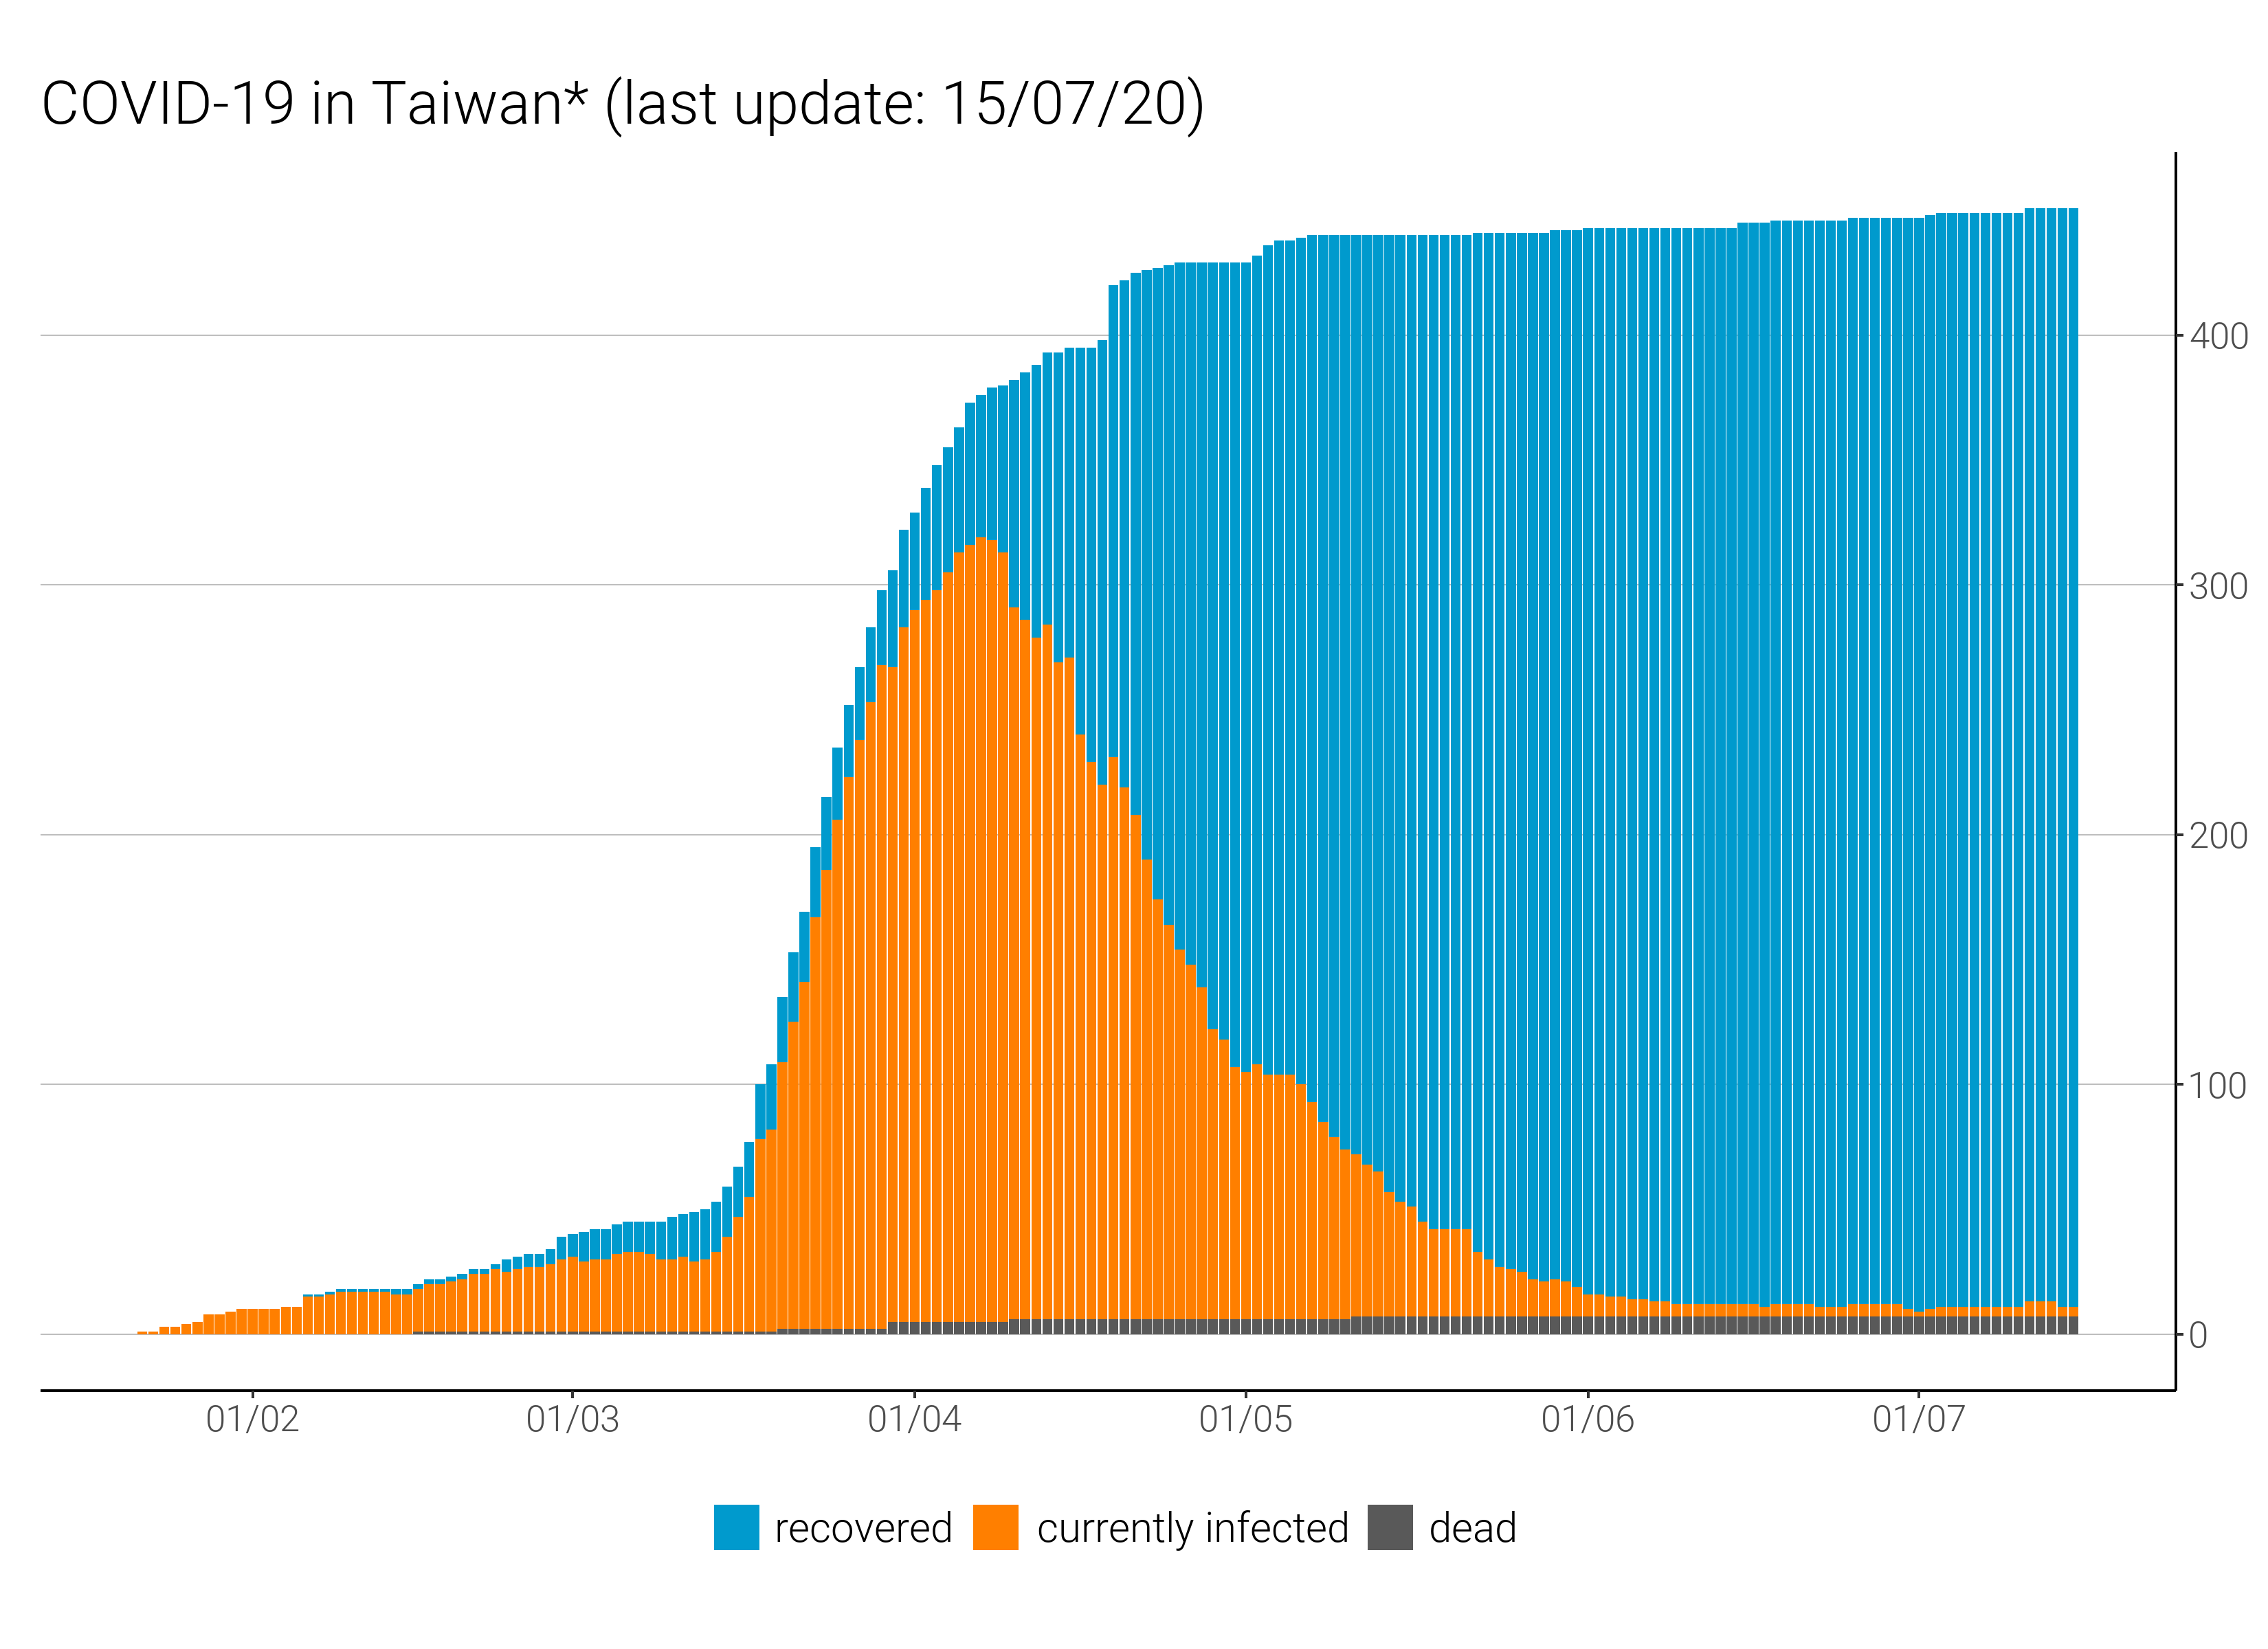 COVID-19 in Taiwan* (last update: 15/07/20)
400
300
200
100
0
01/02 01/03 01/04 01/05 01/06 01/07
recovered currently infected dead